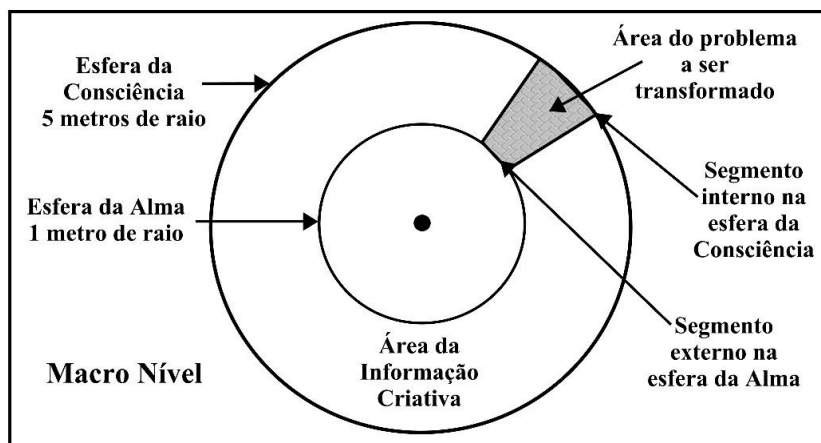 Esfera da
Consciência
5 metros de raio
Área do problema
a ser
transformado
Esfera da Alma
1 metro de raio
Segmento
interno na
esfera da
Consciência
Segmento
externo na
esfera da Alma
Área da
Informação
Criativa
Macro Nível